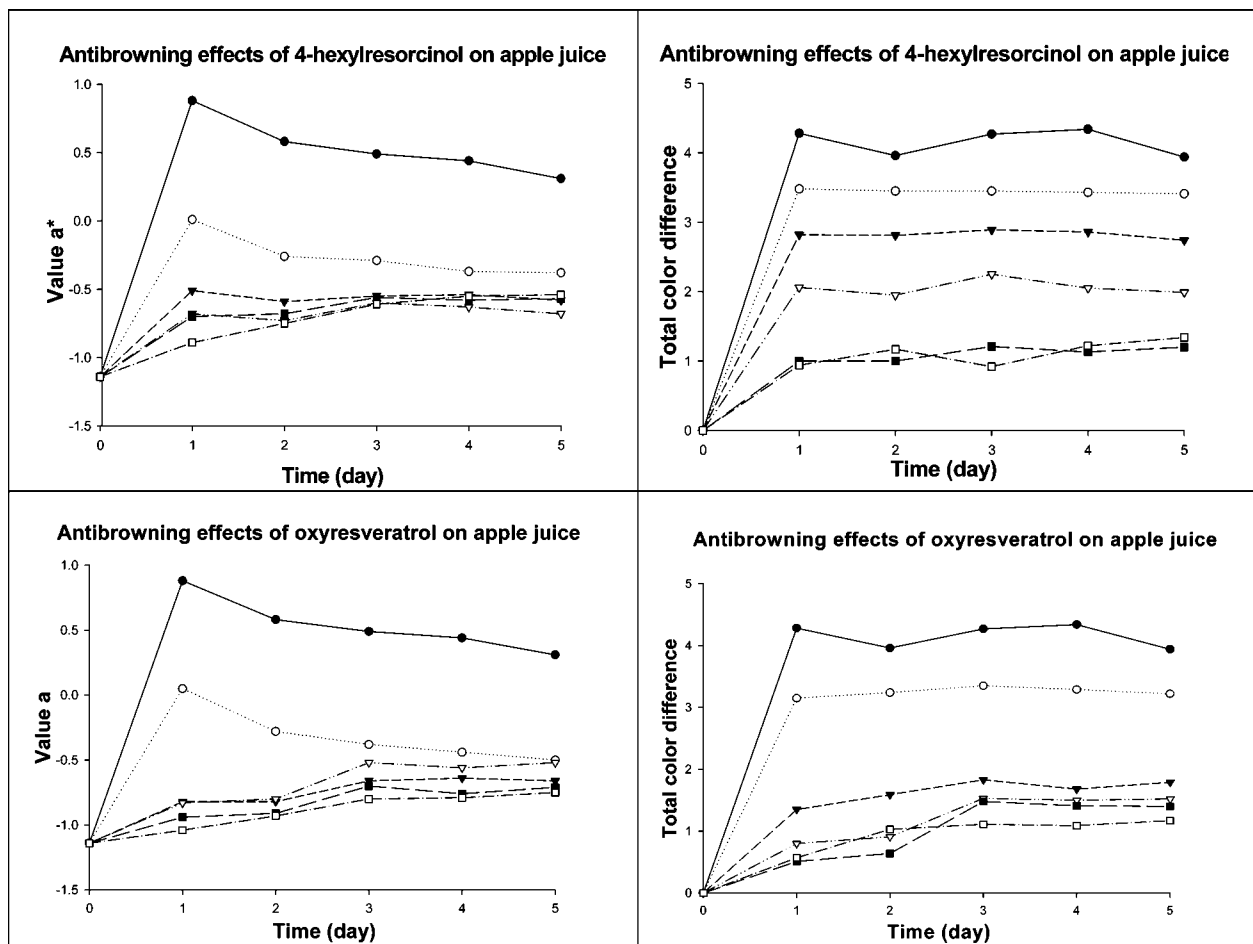 Antibrowning effects of 4-hexylresorcinol on apple juice
Value a*
1.0
0.5
0.0
-0.5
-1.0
-1.5
0 1 2 3 4 5
Time (day)
Antibrowning effects of 4-hexylresorcinol on apple juice
Total color difference
5
4
3
2
1
0
0 1 2 3 4 5
Time (day)
Antibrowning effects of oxyresveratrol on apple juice
Value a
1.0
0.5
0.0
-0.5
-1.0
-1.5
0 1 2 3 4 5
Time (day)
Antibrowning effects of oxyresveratrol on apple juice
Total color difference
5
4
3
2
1
0
0 1 2 3 4 5
Time (day)